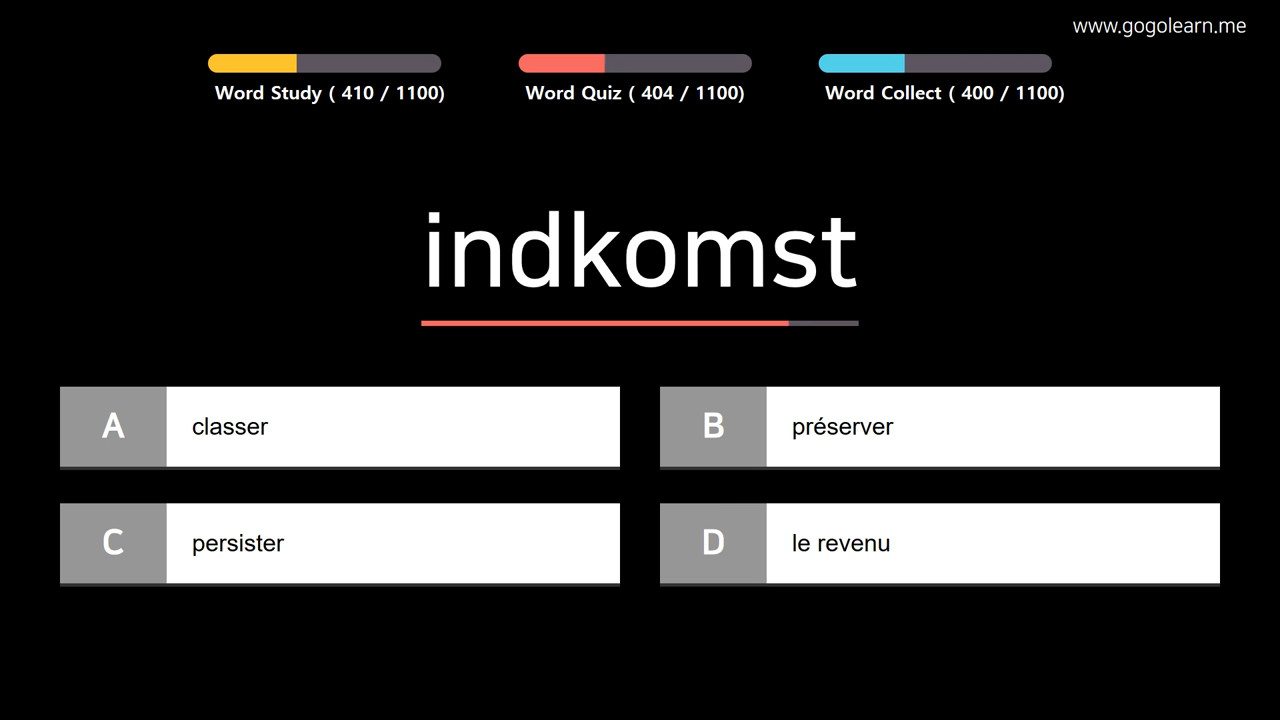 www.gogolearn.me
Word Study ( 410 / 1100)
Word Quiz ( 404 / 1100)
Word Collect ( 400 / 1100)
indkomst
A classer
B préserver
C persister
D le revenu